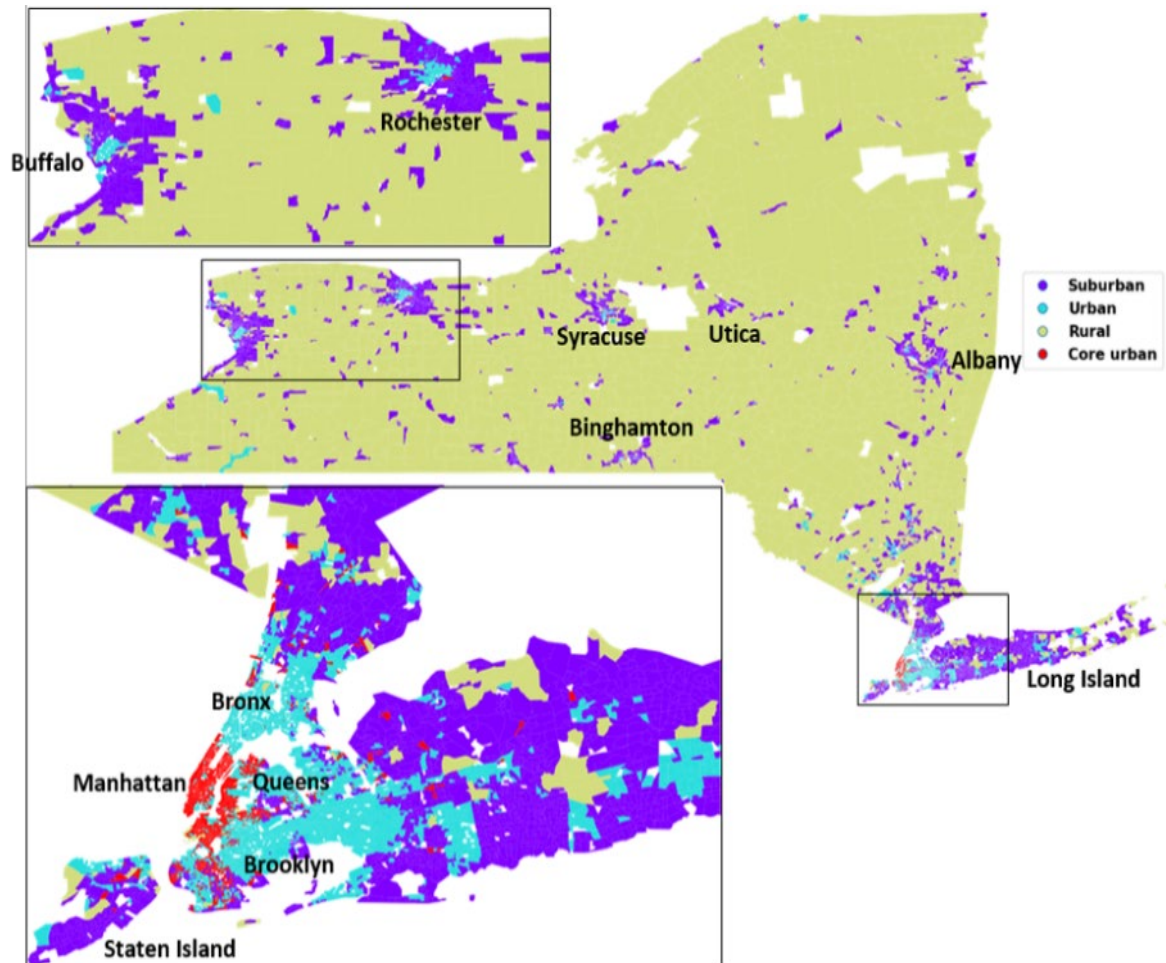 Rochester
Buffalo
Syracuse
Utica
Albany
Binghamton
Suburban
Urban
Rural
Core urban
Long Island
Bronx
Manhattan
Queens
Brooklyn
Staten Island